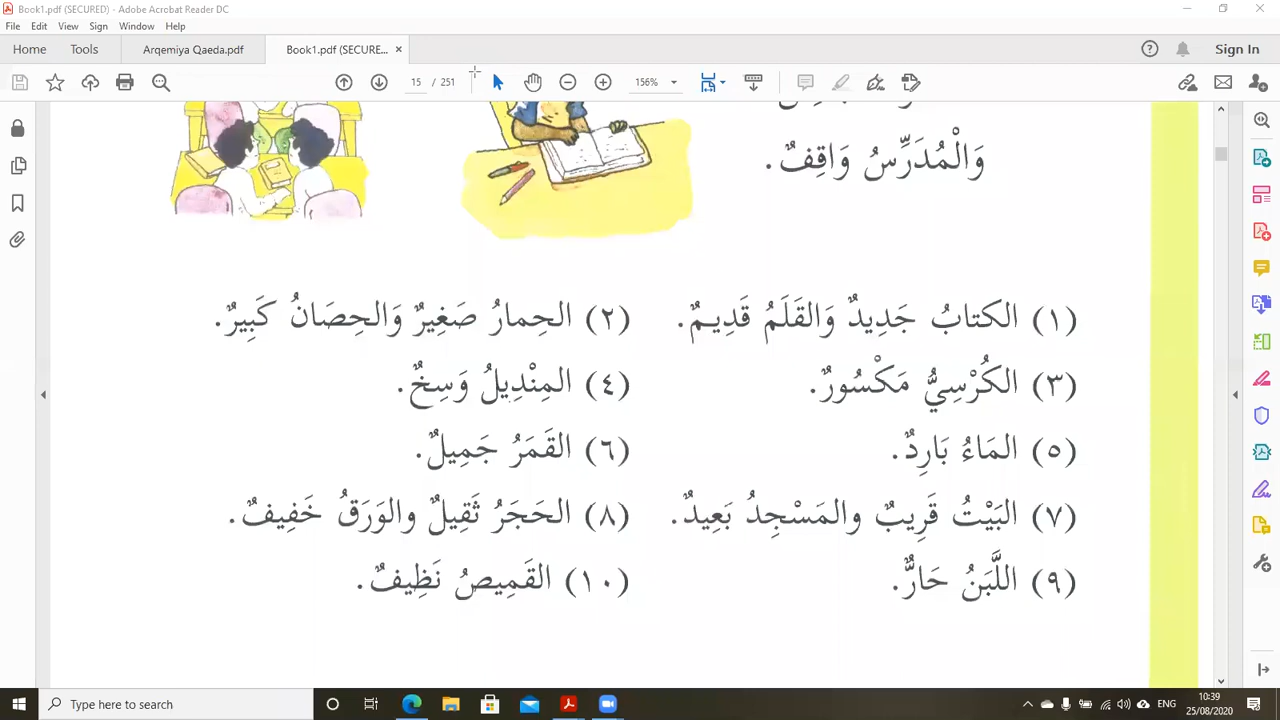 Book1.pdf (SECURED) - Adobe Acrobat Reader DC
File Edit View Sign Window Help
Home Tools Arqemiya Qaeda.pdf Book1.pdf (SECURE... × Sign In
15 / 251 156%
وَالْمُدَرِّسُ وَاقِفٌ.
(١) الكتابُ جَدِيدٌ وَالقَلَمُ قَدِيمٌ. (٢) الحِمارُ صَغِيرٌ وَالحِصَانُ كَبِيرٌ.
(٣) الكُرْسِيُّ مَكْسُورٌ. (٤) المِنْدِيلُ وَسِخٌ.
(٥) المَاءُ بَارِدٌ. (٦) القَمَرُ جَمِيلٌ.
(٧) البَيْتُ قَرِيبٌ والمَسْجِدُ بَعِيدٌ. (٨) الحَجَرُ ثَقِيلٌ والوَرَقُ خَفِيفٌ.
(٩) اللَّبَنُ حَارٌّ. (١٠) القَمِيصُ نَظِيفٌ.
Type here to search ENG 10:39
25/08/2020